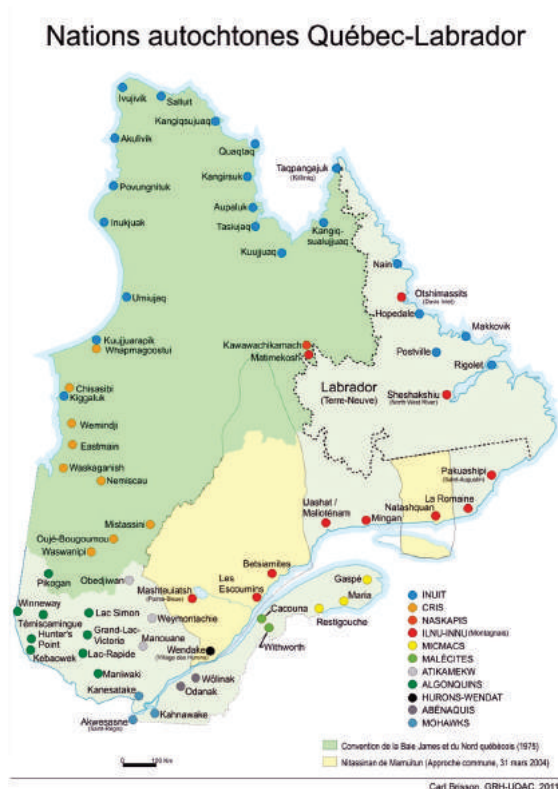 Nations autochtones Québec-Labrador
Ivujivik
Salluit
Kangiqsujuaq
Akulivik
Quaqtaq
Taqpangajuk
(Killiniq)
Kangirsuk
Povungnituk
Aupaluk
Inukjuak
Tasiujaq
Kangiq-
sualujjuaq
Kuujjuaq
Nain
Umiujaq
Otshimassits
(Davis Inlet)
Hopedale
Makkovik
Kuujjuarapik
Whapmagoostui
Kawawachikamach
Matimekosh
Postville
Rigolet
Labrador
(Terre-Neuve)
Chisasibi
Kiggaluk
Sheshakshiu
(North West River)
Wemindji
Eastmain
Waskaganish
Nemiscau
Pakuashipi
(Saint-Augustin)
La Romaine
Uashat /
Maliotenam
Natashquan
Mingan
Mistassini
Oujé-Bougoumou
Waswanipi
Betsiamites
Pikogan
Obedjiwan
Les
Escoumins
Gaspé
Mashteuiatsh
(Pointe-Bleue)
Maria
Winneway
Lac Simon
Weymontachie
Cacouna
Restigouche
Témiscamingue
Grand-Lac-
Victoria
Manouane
Hunter's
Point
Wendake
(Village des Hurons)
Withworth
Kebaowek
Lac-Rapide
Maniwaki
Wôlinak
Kanesatake
Odanak
Kahnawake
Akwesasne
(Saint-Régis)
INUIT
CRIS
NASKAPIS
ILNU-INNU (Montagnais)
MICMACS
MALÉCITES
ATIKAMEKW
ALGONQUINS
HURONS-WENDAT
ABÉNAQUIS
MOHAWKS
Convention de la Baie James et du Nord québécois (1975)
Nitassinan de Mamuitun (Approche commune, 31 mars 2004)
Carl Brisson, GRH-UQAC, 2011